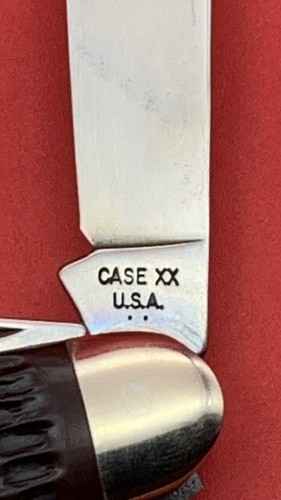 CASE XX
U.S.A.
. .